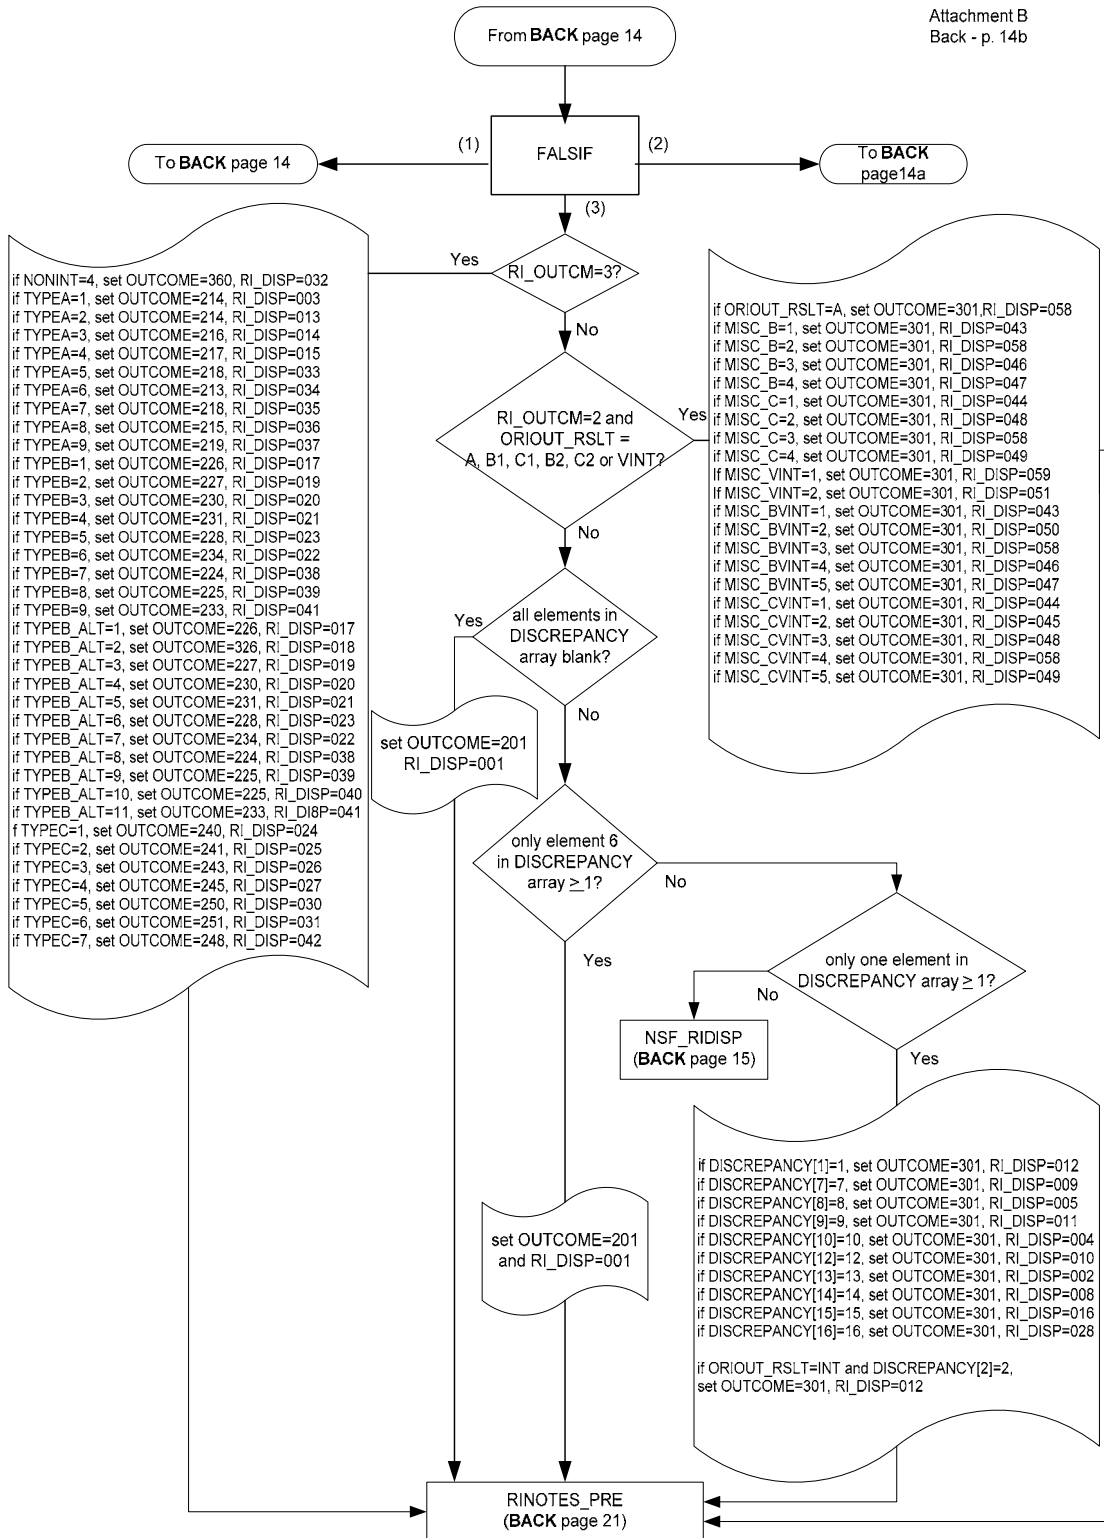 Attachment B
Back - p. 14b
From BACK page 14
(1)
FALSIF
(2)
To BACK page 14
To BACK
page14a
(3)
Yes
RI_OUTCM=3?
No
if NONINT=4, set OUTCOME=360, RI_DISP=032
if TYPEA=1, set OUTCOME=214, RI_DISP=003
if TYPEA=2, set OUTCOME=214, RI_DISP=013
if TYPEA=3, set OUTCOME=216, RI_DISP=014
if TYPEA=4, set OUTCOME=217, RI_DISP=015
if TYPEA=5, set OUTCOME=218, RI_DISP=033
if TYPEA=6, set OUTCOME=213, RI_DISP=034
if TYPEA=7, set OUTCOME=218, RI_DISP=035
if TYPEA=8, set OUTCOME=215, RI_DISP=036
if TYPEA=9, set OUTCOME=219, RI_DISP=037
if TYPEB=1, set OUTCOME=226, RI_DISP=017
if TYPEB=2, set OUTCOME=227, RI_DISP=019
if TYPEB=3, set OUTCOME=230, RI_DISP=020
if TYPEB=4, set OUTCOME=231, RI_DISP=021
if TYPEB=5, set OUTCOME=228, RI_DISP=023
if TYPEB=6, set OUTCOME=234, RI_DISP=022
if TYPEB=7, set OUTCOME=224, RI_DISP=038
if TYPEB=8, set OUTCOME=225, RI_DISP=039
if TYPEB=9, set OUTCOME=233, RI_DISP=041
if TYPEB_ALT=1, set OUTCOME=226, RI_DISP=017
if TYPEB_ALT=2, set OUTCOME=326, RI_DISP=018
if TYPEB_ALT=3, set OUTCOME=227, RI_DISP=019
if TYPEB_ALT=4, set OUTCOME=230, RI_DISP=020
if TYPEB_ALT=5, set OUTCOME=231, RI_DISP=021
if TYPEB_ALT=6, set OUTCOME=228, RI_DISP=023
if TYPEB_ALT=7, set OUTCOME=234, RI_DISP=022
if TYPEB_ALT=8, set OUTCOME=224, RI_DISP=038
if TYPEB_ALT=9, set OUTCOME=225, RI_DISP=039
if TYPEB_ALT=10, set OUTCOME=225, RI_DISP=040
if TYPEB_ALT=11, set OUTCOME=233, RI_DI8P=041
f TYPEC=1, set OUTCOME=240, RI_DISP=024
if TYPEC=2, set OUTCOME=241, RI_DISP=025
if TYPEC=3, set OUTCOME=243, RI_DISP=026
if TYPEC=4, set OUTCOME=245, RI_DISP=027
if TYPEC=5, set OUTCOME=250, RI_DISP=030
if TYPEC=6, set OUTCOME=251, RI_DISP=031
if TYPEC=7, set OUTCOME=248, RI_DISP=042
RI_OUTCM=2 and
ORIOUT_RSLT =
A, B1, C1, B2, C2 or VINT?
Yes
No
if ORIOUT_RSLT=A, set OUTCOME=301,RI_DISP=058
if MISC_B=1, set OUTCOME=301, RI_DISP=043
if MISC_B=2, set OUTCOME=301, RI_DISP=058
if MISC_B=3, set OUTCOME=301, RI_DISP=046
if MISC_B=4, set OUTCOME=301, RI_DISP=047
if MISC_C=1, set OUTCOME=301, RI_DISP=044
if MISC_C=2, set OUTCOME=301, RI_DISP=048
if MISC_C=3, set OUTCOME=301, RI_DISP=058
if MISC_C=4, set OUTCOME=301, RI_DISP=049
If MISC_VINT=1, set OUTCOME=301, RI_DISP=059
If MISC_VINT=2, set OUTCOME=301, RI_DISP=051
if MISC_BVINT=1, set OUTCOME=301, RI_DISP=043
if MISC_BVINT=2, set OUTCOME=301, RI_DISP=050
if MISC_BVINT=3, set OUTCOME=301, RI_DISP=058
if MISC_BVINT=4, set OUTCOME=301, RI_DISP=046
if MISC_BVINT=5, set OUTCOME=301, RI_DISP=047
if MISC_CVINT=1, set OUTCOME=301, RI_DISP=044
if MISC_CVINT=2, set OUTCOME=301, RI_DISP=045
if MISC_CVINT=3, set OUTCOME=301, RI_DISP=048
if MISC_CVINT=4, set OUTCOME=301, RI_DISP=058
if MISC_CVINT=5, set OUTCOME=301, RI_DISP=049
Yes
all elements in
DISCREPANCY
array blank?
No
set OUTCOME=201
RI_DISP=001
only element 6
in DISCREPANCY
array ≥1?
No
Yes
only one element in
DISCREPANCY array ≥ 1?
No
Yes
NSF_RIDISP
(BACK page 15)
set OUTCOME=201
and RI_DISP=001
if DISCREPANCY[1]=1, set OUTCOME=301, RI_DISP=012
if DISCREPANCY[7]=7, set OUTCOME=301, RI_DISP=009
if DISCREPANCY[8]=8, set OUTCOME=301, RI_DISP=005
if DISCREPANCY[9]=9, set OUTCOME=301, RI_DISP=011
if DISCREPANCY[10]=10, set OUTCOME=301, RI_DISP=004
if DISCREPANCY[12]=12, set OUTCOME=301, RI_DISP=010
if DISCREPANCY[13]=13, set OUTCOME=301, RI_DISP=002
if DISCREPANCY[14]=14, set OUTCOME=301, RI_DISP=008
if DISCREPANCY[15]=15, set OUTCOME=301, RI_DISP=016
if DISCREPANCY[16]=16, set OUTCOME=301, RI_DISP=028
if ORIOUT_RSLT=INT and DISCREPANCY[2]=2,
set OUTCOME=301, RI_DISP=012
RINOTES_PRE
(BACK page 21)